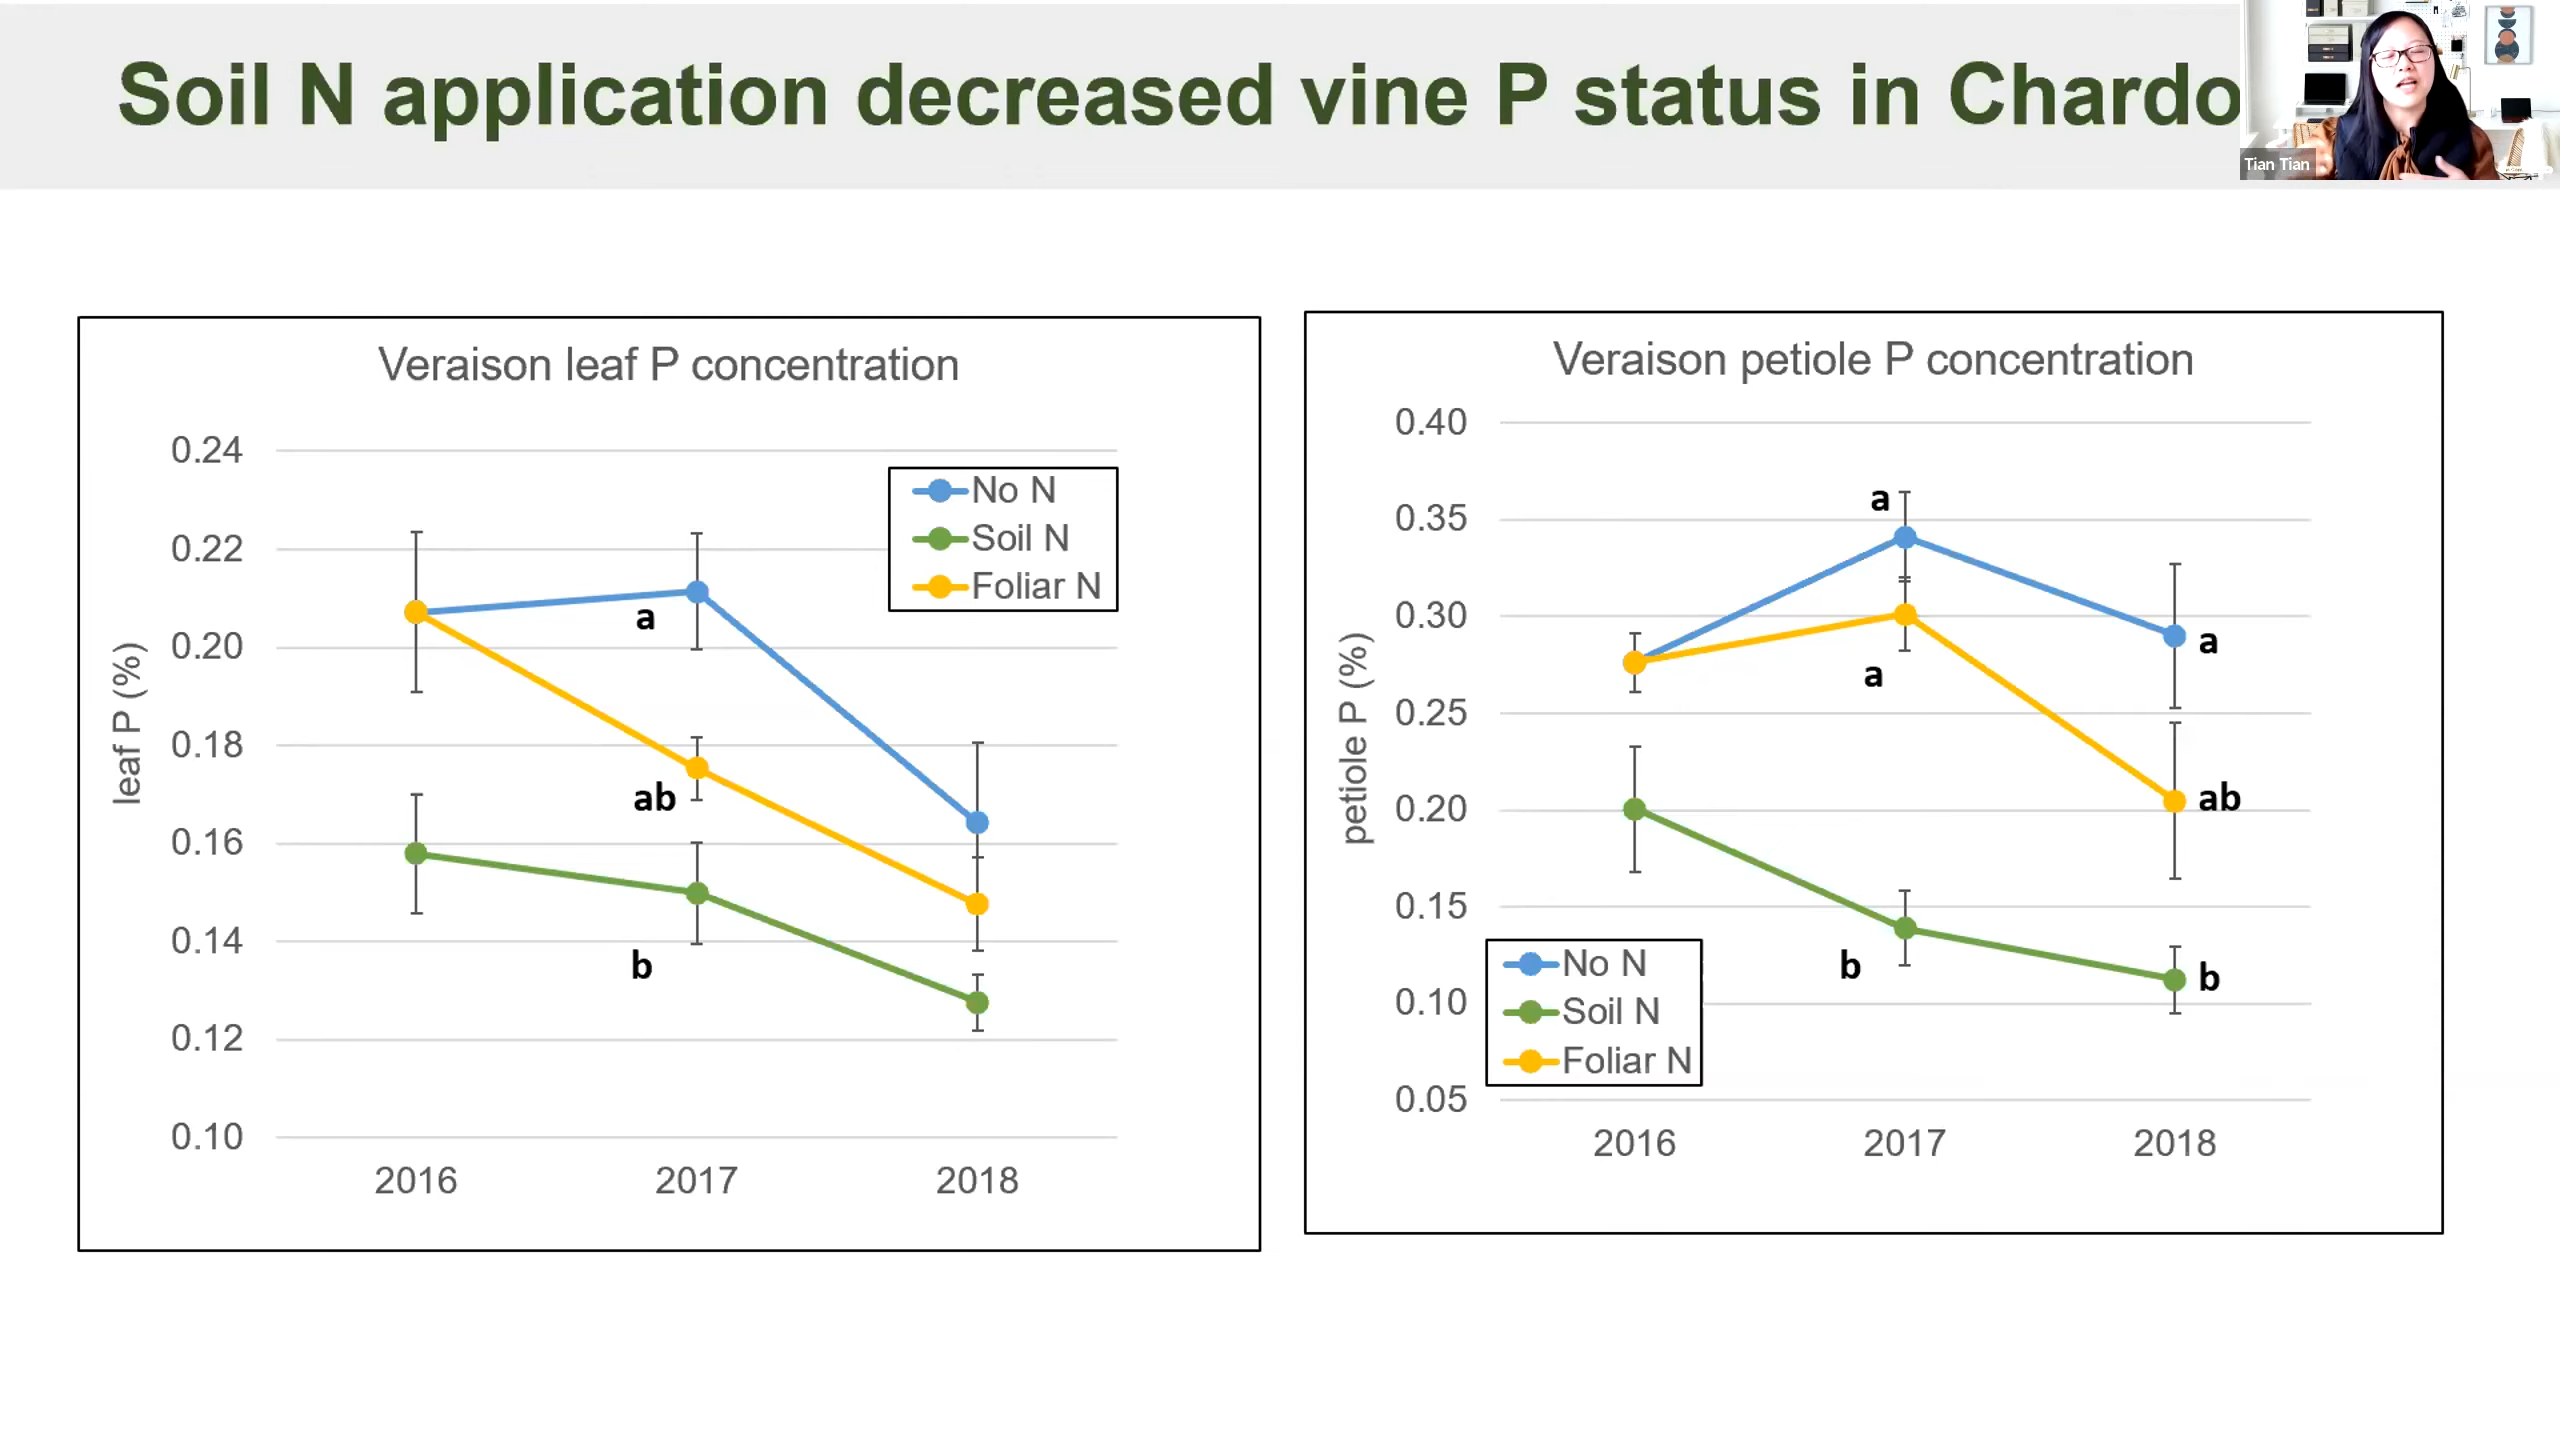 Soil N application decreased vine P status in Chardo
Tian Tian
Veraison leaf P concentration
0.24
0.22
0.20
0.18
0.16
0.14
0.12
0.10
leaf P (%)
No N
Soil N
Foliar N
a
ab
b
2016 2017 2018
Veraison petiole P concentration
0.40
0.35
0.30
0.25
0.20
0.15
0.10
0.05
petiole P (%)
a
a
a
ab
b
b
No N
Soil N
Foliar N
2016 2017 2018